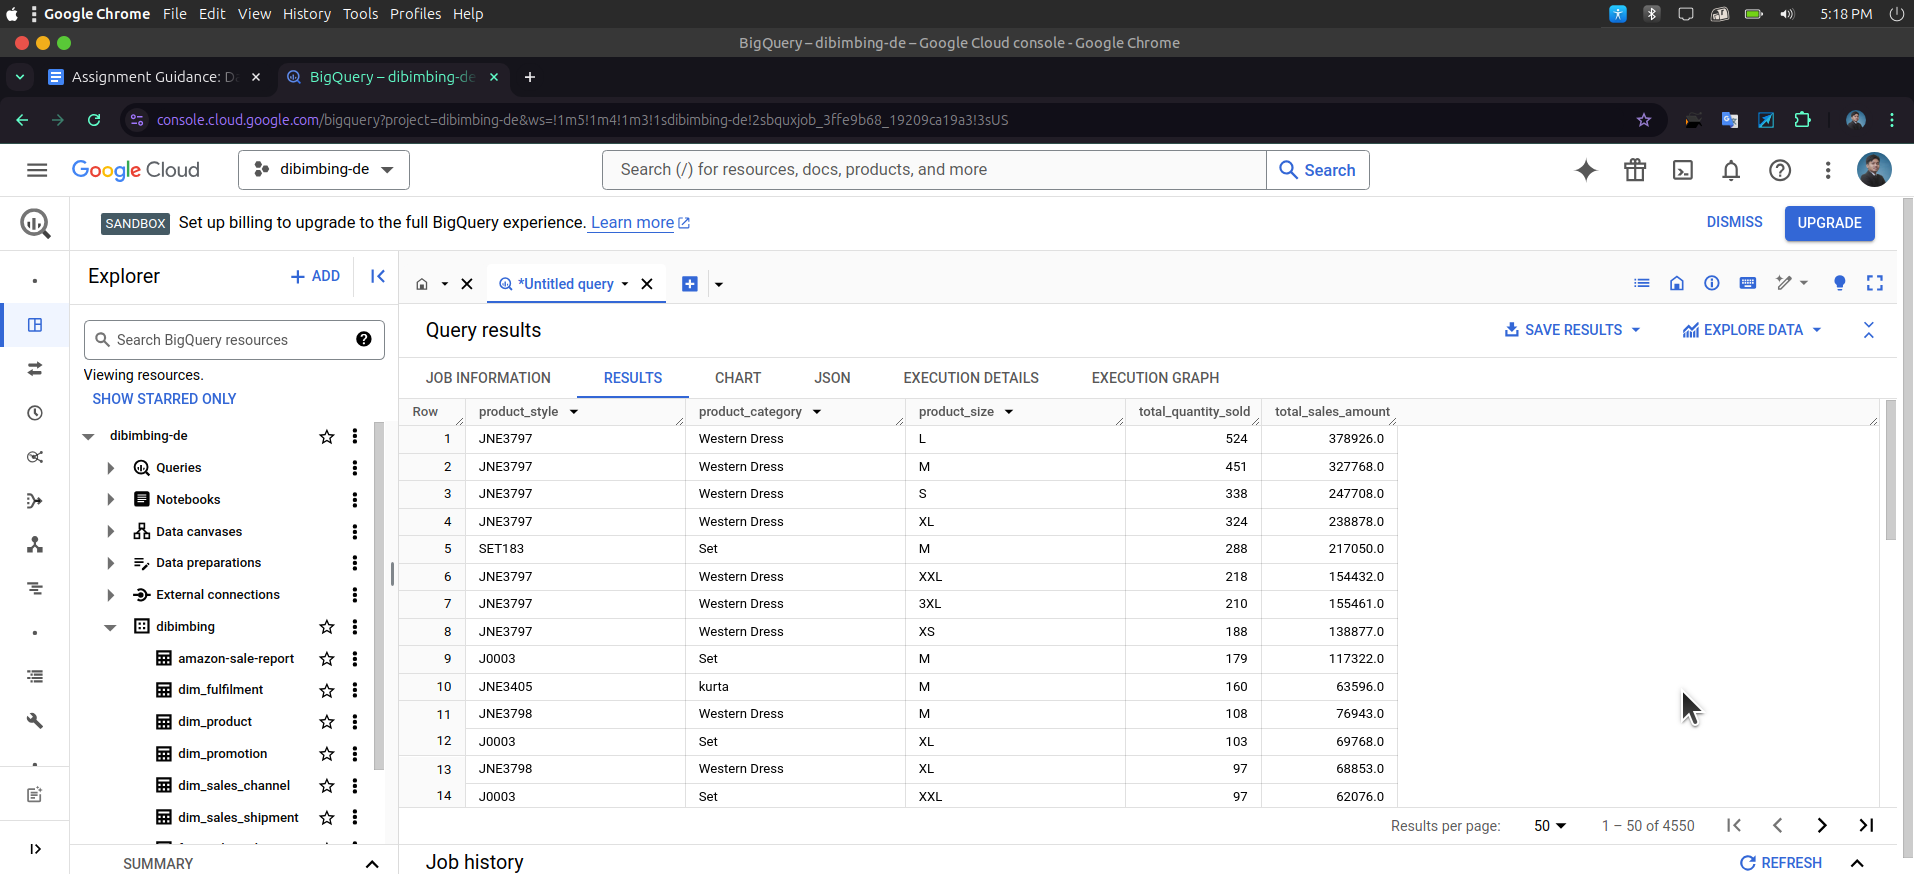 Google Chrome File Edit View History Tools Profiles Help 5:18 PM
BigQuery – dibimbing-de – Google Cloud console - Google Chrome
Assignment Guidance: D BigQuery – dibimbing-de
console.cloud.google.com/bigquery?project=dibimbing-de&ws=!1m5!1m4!1m3!1sdibimbing-de!2sbquxjob_3ffe9b68_19209ca19a3!3sUS
Google Cloud dibimbing-de Search (/) for resources, docs, products, and more Search
SANDBOX Set up billing to upgrade to the full BigQuery experience. Learn more DISMISS UPGRADE
Explorer + ADD
*Untitled query
Search BigQuery resources
Viewing resources.
SHOW STARRED ONLY
dibimbing-de
Queries
Notebooks
Data canvases
Data preparations
External connections
dibimbing
amazon-sale-report
dim_fulfilment
dim_product
dim_promotion
dim_sales_channel
dim_sales_shipment
SUMMARY
Query results SAVE RESULTS EXPLORE DATA
JOB INFORMATION RESULTS CHART JSON EXECUTION DETAILS EXECUTION GRAPH
Row product_style product_category product_size total_quantity_sold total_sales_amount
1 JNE3797 Western Dress L 524 378926.0
2 JNE3797 Western Dress M 451 327768.0
3 JNE3797 Western Dress S 338 247708.0
4 JNE3797 Western Dress XL 324 238878.0
5 SET183 Set M 288 217050.0
6 JNE3797 Western Dress XXL 218 154432.0
7 JNE3797 Western Dress 3XL 210 155461.0
8 JNE3797 Western Dress XS 188 138877.0
9 J0003 Set M 179 117322.0
10 JNE3405 kurta M 160 63596.0
11 JNE3798 Western Dress M 108 76943.0
12 J0003 Set XL 103 69768.0
13 JNE3798 Western Dress XL 97 68853.0
14 J0003 Set XXL 97 62076.0
Results per page: 50 1 – 50 of 4550
Job history REFRESH